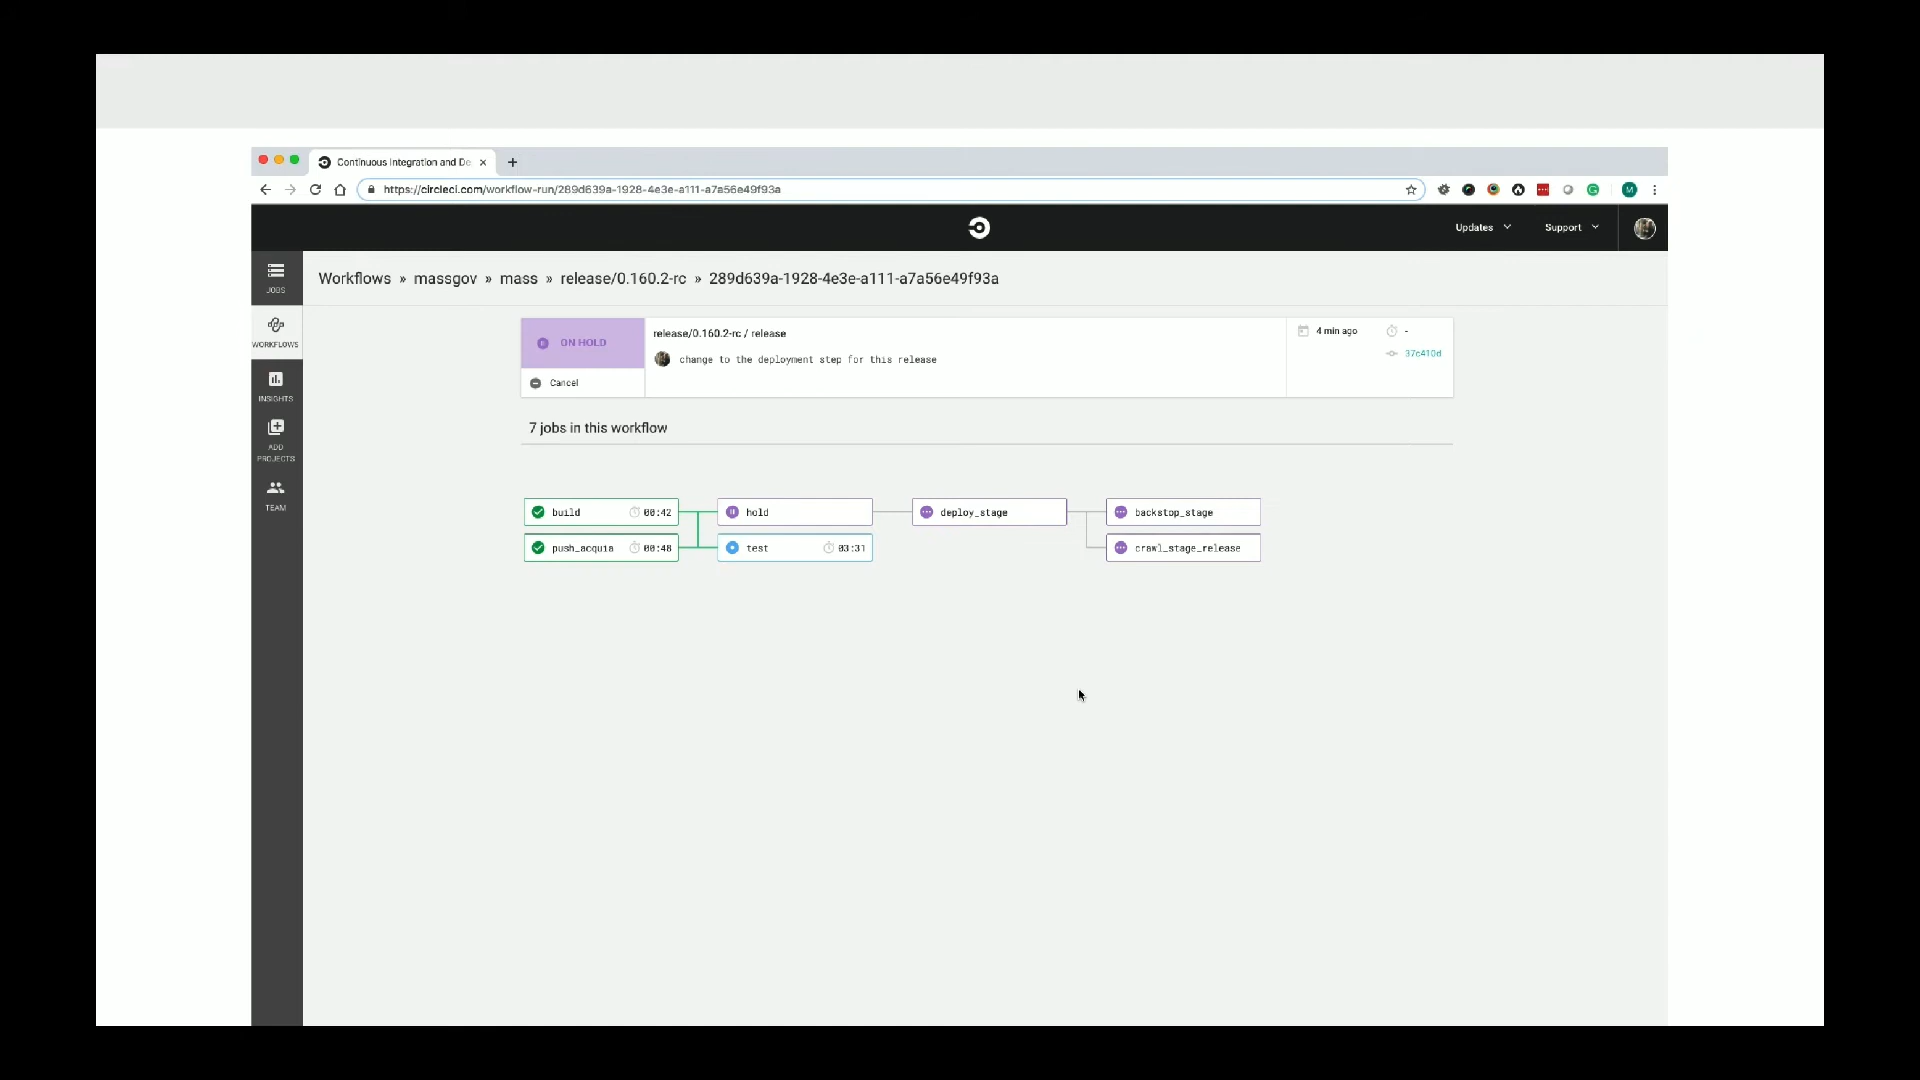 Continuous Integration and De
https://circleci.com/workflow-run/289d639a-1928-4e3e-a111-a7a56e49f93a
M
Updates
Support
JOBS
WORKFLOWS
INSIGHTS
ADD
PROJECTS
TEAM
Workflows » massgov » mass » release/0.160.2-rc » 289d639a-1928-4e3e-a111-a7a56e49f93a
ON HOLD
Cancel
release/0.160.2-rc / release
change to the deployment step for this release
4 min ago
-
37c410d
7 jobs in this workflow
build 00:42
hold
deploy_stage
backstop_stage
push_acquia 00:48
test 03:31
crawl_stage_release